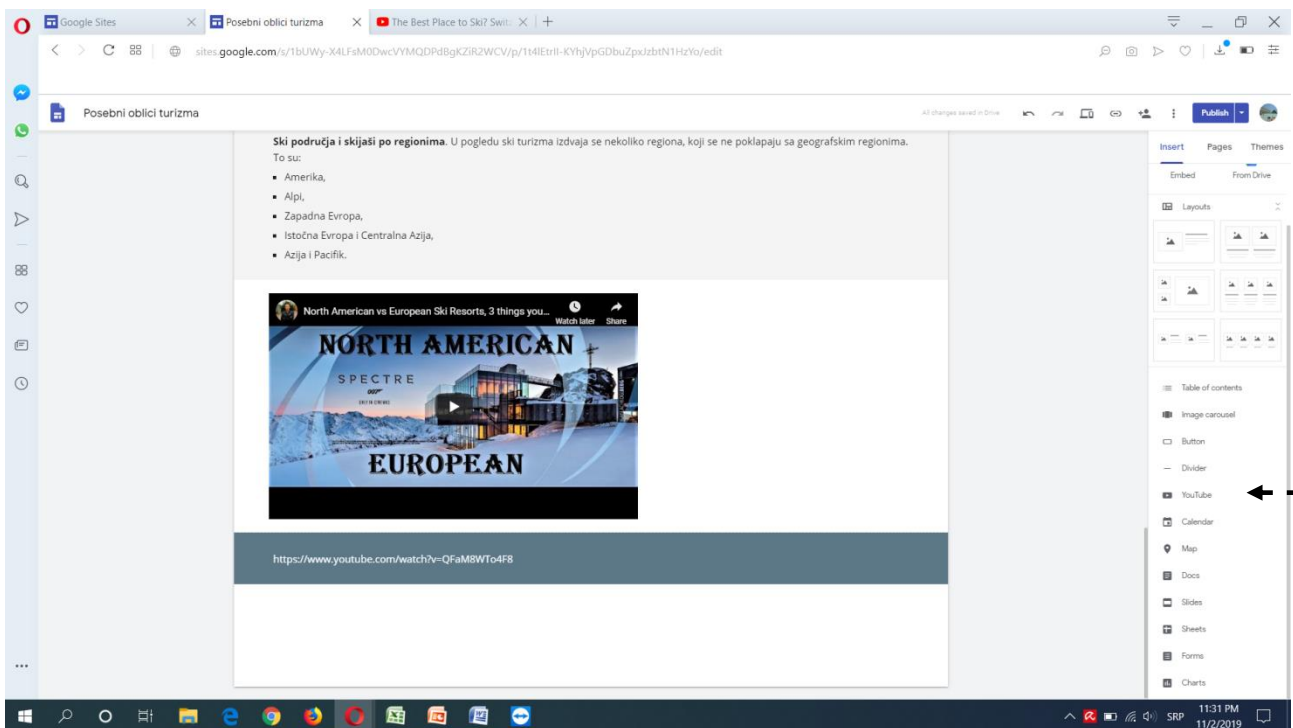 Google Sites
Posebni oblici turizma
The Best Place to Ski? Swit
sites.google.com/s/1bUWy-X4LFsM0DwcVYMQDPdBgKZiR2WCV/p/1t4IEtrII-KYhjVpGDbuZpxJzbtN1HzYo/edit
Posebni oblici turizma
All changes saved in Drive
Publish
Ski područja i skijaši po regionima. U pogledu ski turizma izdvaja se nekoliko regiona, koji se ne poklapaju sa geografskim regionima.
To su:
▪ Amerika,
▪ Alpi,
▪ Zapadna Evropa,
▪ Istočna Evropa i Centralna Azija,
▪ Azija i Pacifik.
North American vs European Ski Resorts, 3 things you...
Watch later
Share
NORTH AMERICAN
SPECTRE
007
EUROPEAN
https://www.youtube.com/watch?v=QFaM8WTo4F8
Insert
Pages
Themes
Embed
From Drive
Layouts
Table of contents
Image carousel
Button
Divider
YouTube
Calendar
Map
Docs
Slides
Sheets
Forms
Charts
SRP
11:31 PM
11/2/2019